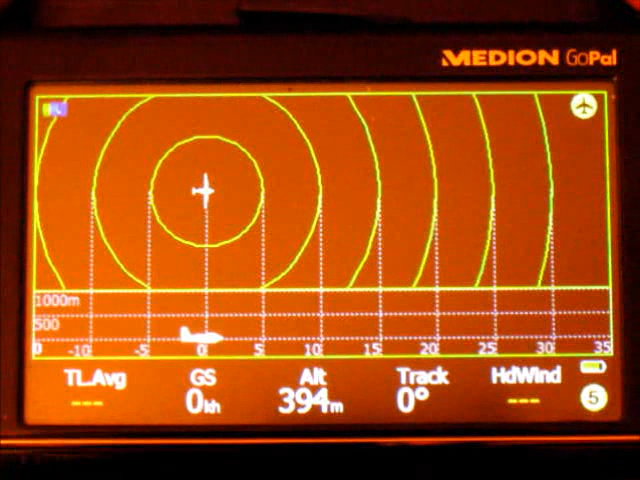 MEDION GoPal
1000m
500
0 -10 -5 0 5 10 15 20 25 30 35
TL.Avg GS Alt Track HdWind
--- 0kh 394m 0° ---
5